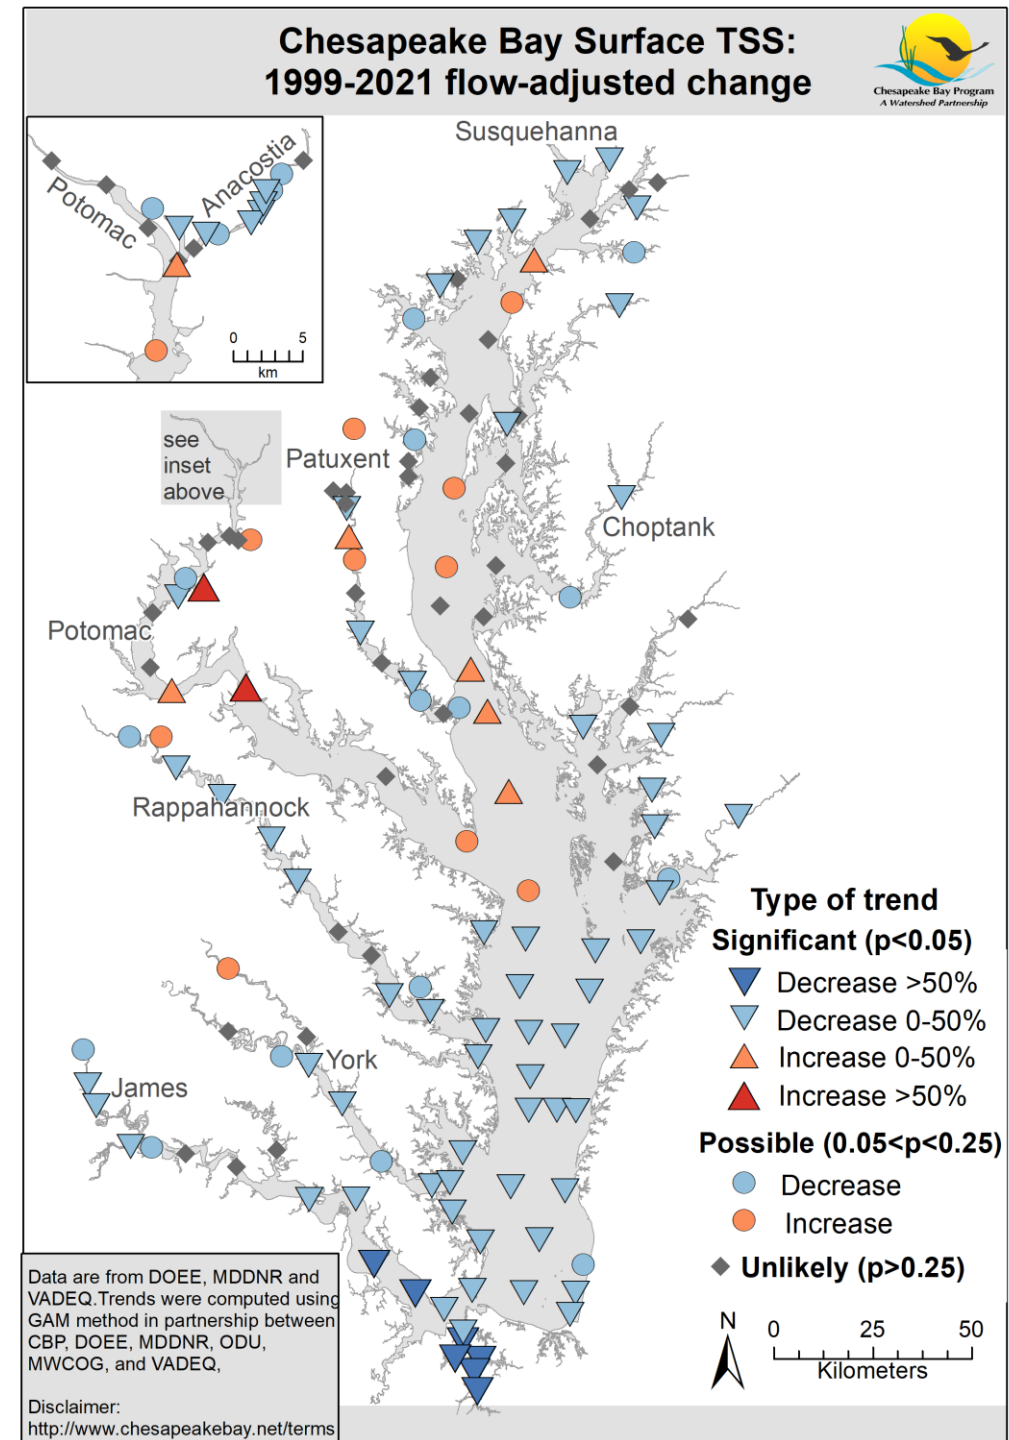 Chesapeake Bay Surface TSS:
1999-2021 flow-adjusted change
Chesapeake Bay Program
A Watershed Partnership
Susquehanna
Potomac
Anacostia
0 5
km
see
inset
above
Patuxent
Choptank
Potomac
Rappahannock
York
James
Type of trend
Significant (p<0.05)
Decrease >50%
Decrease 0-50%
Increase 0-50%
Increase >50%
Possible (0.05<p<0.25)
Decrease
Increase
Unlikely (p>0.25)
N
0 25 50
Kilometers
Data are from DOEE, MDDNR and
VADEQ.Trends were computed using
GAM method in partnership between
CBP, DOEE, MDDNR, ODU,
MWCOG, and VADEQ,
Disclaimer:
http://www.chesapeakebay.net/terms